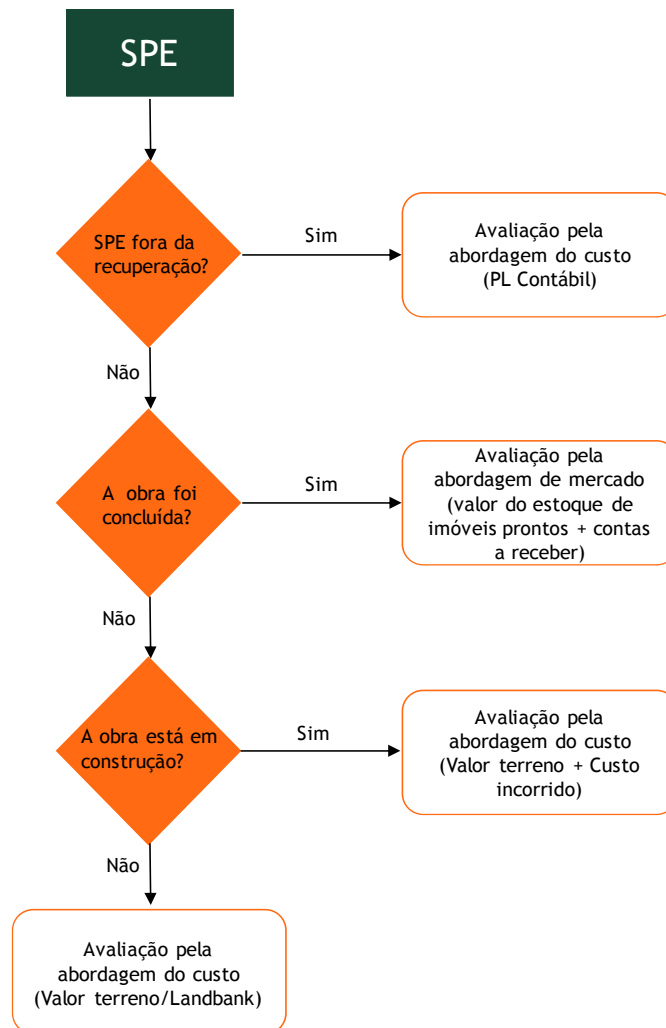 SPE
SPE fora da
recuperação?
Sim
Avaliação pela
abordagem do custo
(PL Contábil)
Não
A obra foi
concluída?
Sim
Avaliação pela
abordagem de mercado
(valor do estoque de
imóveis prontos + contas
a receber)
Não
A obra está em
construção?
Sim
Avaliação pela
abordagem do custo
(Valor terreno + Custo
incorrido)
Não
Avaliação pela
abordagem do custo
(Valor terreno/Landbank)